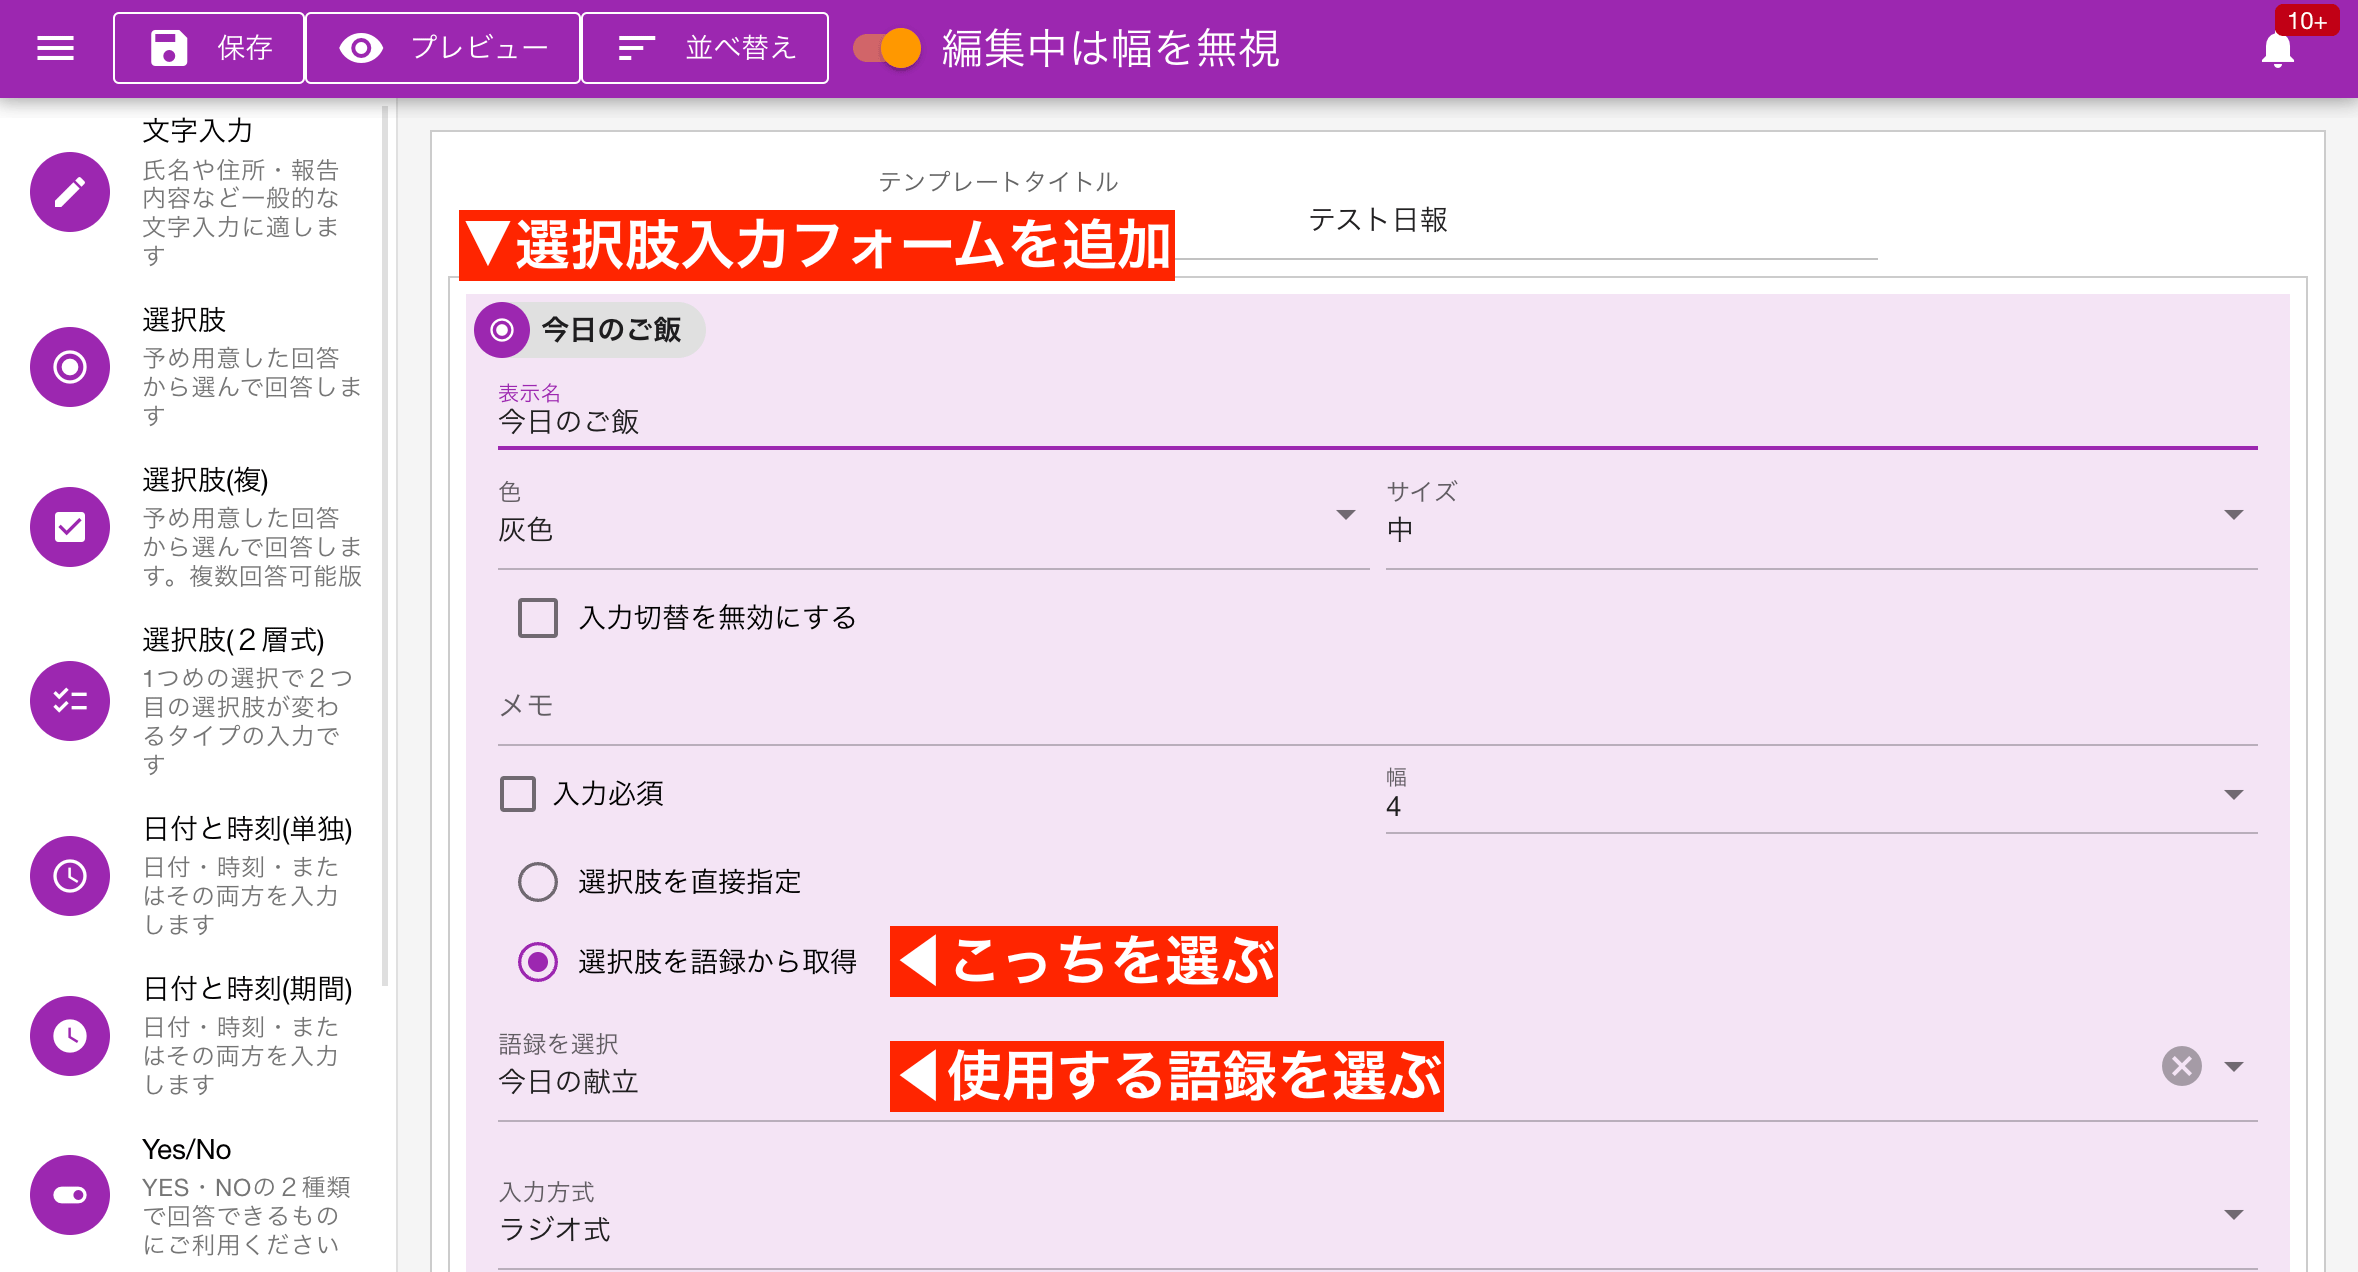 保存
プレビュー
並べ替え
編集中は幅を無視
10+
文字入力
氏名や住所・報告
内容など一般的な
文字入力に適しま
す
選択肢
予め用意した回答
から選んで回答しま
す
選択肢(複)
予め用意した回答
から選んで回答しま
す。複数回答可能版
選択肢(２層式)
1つめの選択で２つ
目の選択肢が変わ
るタイプの入力で
す
日付と時刻(単独)
日付・時刻・また
はその両方を入力
します
日付と時刻(期間)
日付・時刻・また
はその両方を入力
します
Yes/No
YES・NOの２種類
で回答できるもの
にご利用ください
テンプレートタイトル
テスト日報
▼選択肢入力フォームを追加
今日のご飯
表示名
今日のご飯
色
灰色
サイズ
中
入力切替を無効にする
メモ
入力必須
幅
4
選択肢を直接指定
選択肢を語録から取得
◀こっちを選ぶ
語録を選択
今日の献立
◀使用する語録を選ぶ
入力方式
ラジオ式